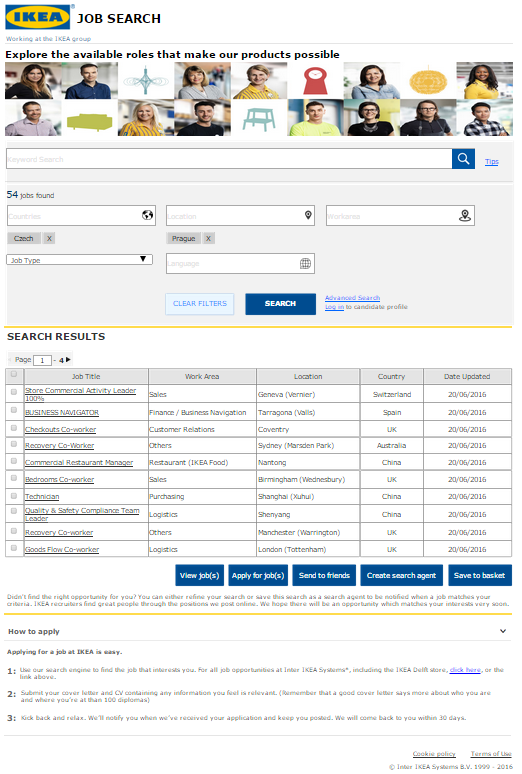 IKEA® JOB SEARCH
Working at the IKEA group
Explore the available roles that make our products possible
Keyword Search
Tips
54 jobs found
Countries Location Workarea
Czech X Prague X
Job Type Language
CLEAR FILTERS SEARCH Advanced Search
Log in to candidate profile
SEARCH RESULTS
Page 1 - 4
Job Title Work Area Location Country Date Updated
Store Commercial Activity Leader 100% Sales Geneva (Vernier) Switzerland 20/06/2016
BUSINESS NAVIGATOR Finance / Business Navigation Tarragona (Valls) Spain 20/06/2016
Checkouts Co-worker Customer Relations Coventry UK 20/06/2016
Recovery Co-Worker Others Sydney (Marsden Park) Australia 20/06/2016
Commercial Restaurant Manager Restaurant (IKEA Food) Nantong China 20/06/2016
Bedrooms Co-worker Sales Birmingham (Wednesbury) UK 20/06/2016
Technician Purchasing Shanghai (Xuhui) China 20/06/2016
Quality & Safety Compliance Team Leader Logistics Shenyang China 20/06/2016
Recovery Co-worker Others Manchester (Warrington) UK 20/06/2016
Goods Flow Co-worker Logistics London (Tottenham) UK 20/06/2016
View job(s) Apply for job(s) Send to friends Create search agent Save to basket
Didn't find the right opportunity for you? You can either refine your search or save this search as a search agent to be notified when a job matches your
criteria. IKEA recruiters find great people through the positions we post online. We hope there will be an opportunity which matches your interests very soon.
How to apply
Applying for a job at IKEA is easy.
1: Use our search engine to find the job that interests you. For all job opportunities at Inter IKEA Systems*, including the IKEA Delft store, click here, or the
link above.
2: Submit your cover letter and CV containing any information you feel is relevant. (Remember that a good cover letter says more about who you are
and where you're at than 100 diplomas)
3: Kick back and relax. We'll notify you when we've received your application and keep you posted. We will come back to you within 30 days.
Cookie policy Terms of Use
© Inter IKEA Systems B.V. 1999 - 2016